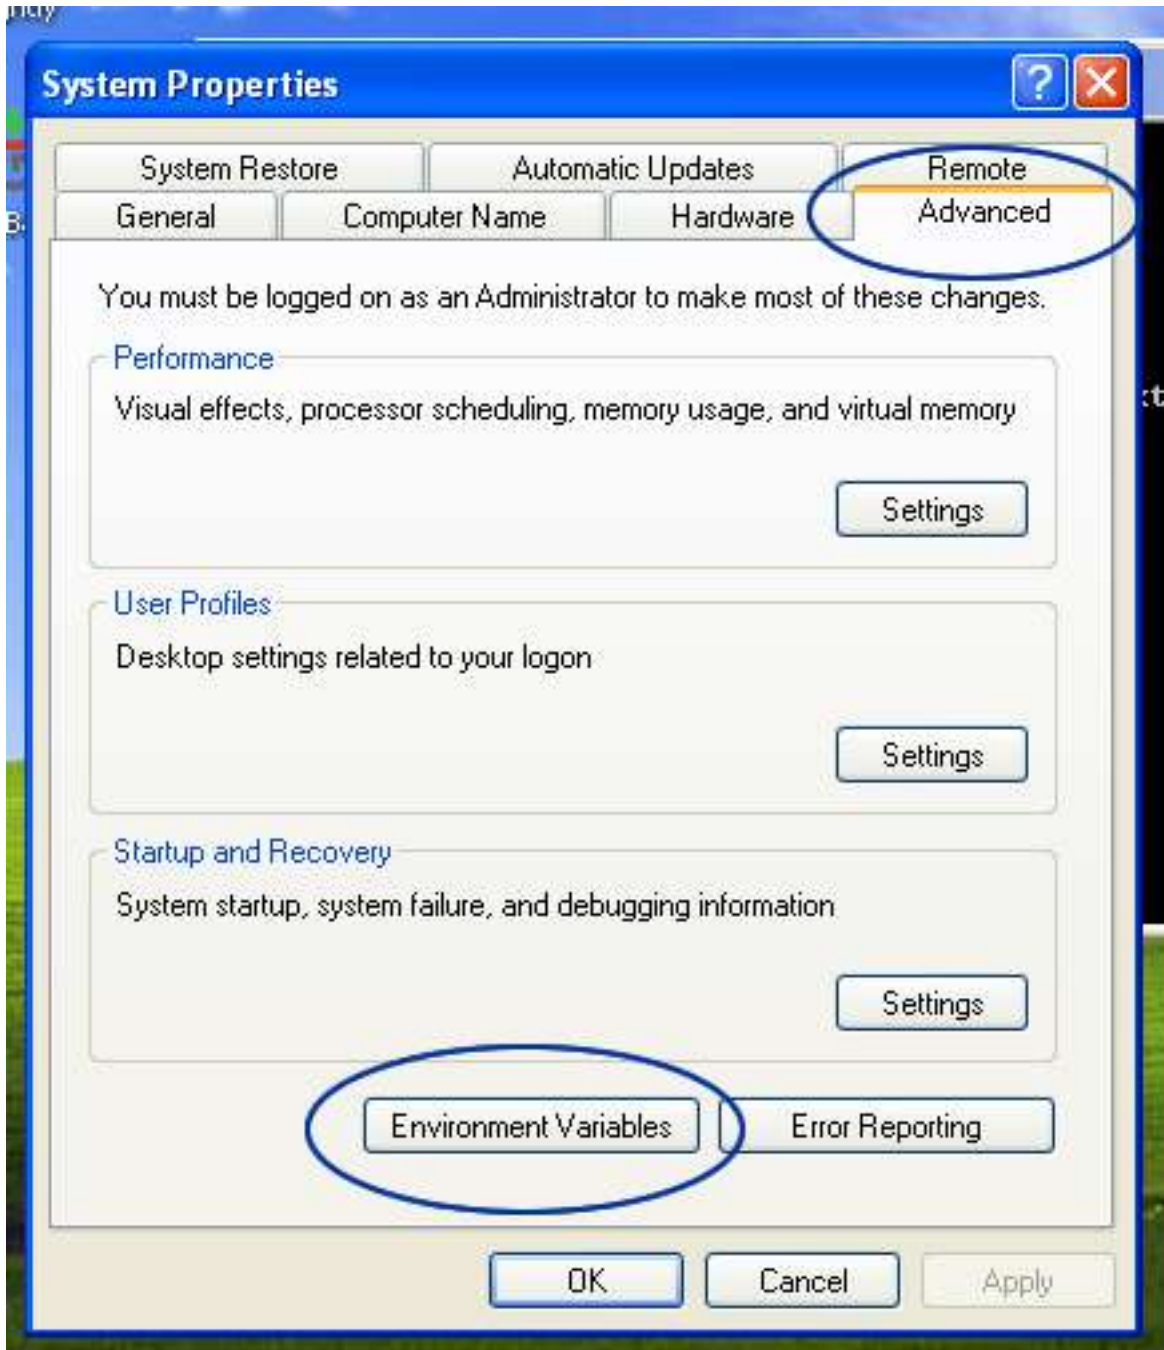 System Properties
System Restore Automatic Updates Remote
General Computer Name Hardware Advanced
You must be logged on as an Administrator to make most of these changes.
Performance
Visual effects, processor scheduling, memory usage, and virtual memory
Settings
User Profiles
Desktop settings related to your logon
Settings
Startup and Recovery
System startup, system failure, and debugging information
Settings
Environment Variables Error Reporting
OK Cancel Apply